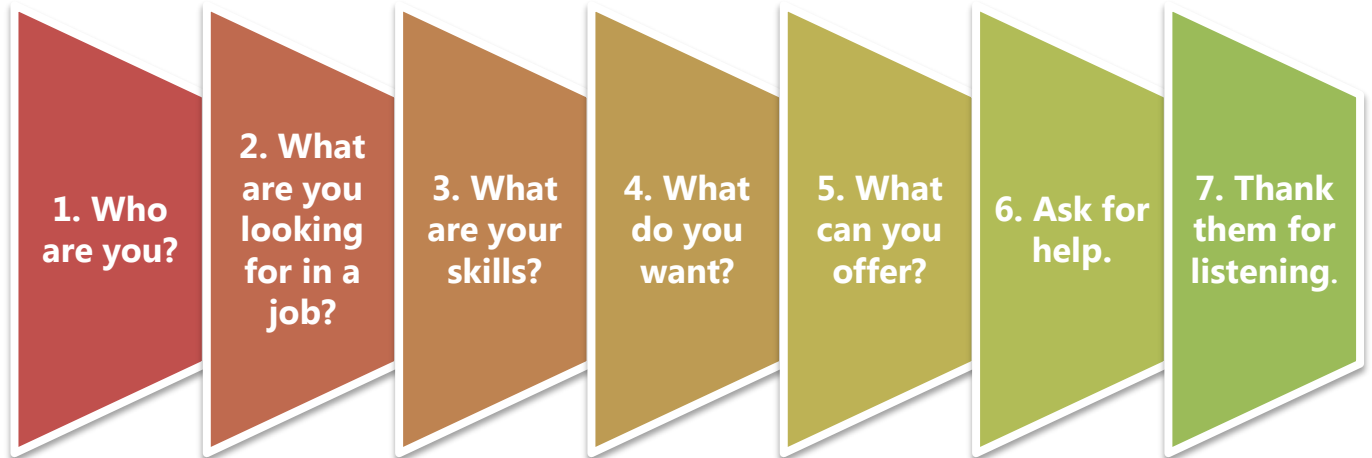 1. Who
are you?
2. What
are you
looking
for in a
job?
3. What
are your
skills?
4. What
do you
want?
5. What
can you
offer?
6. Ask for
help.
7. Thank
them for
listening.